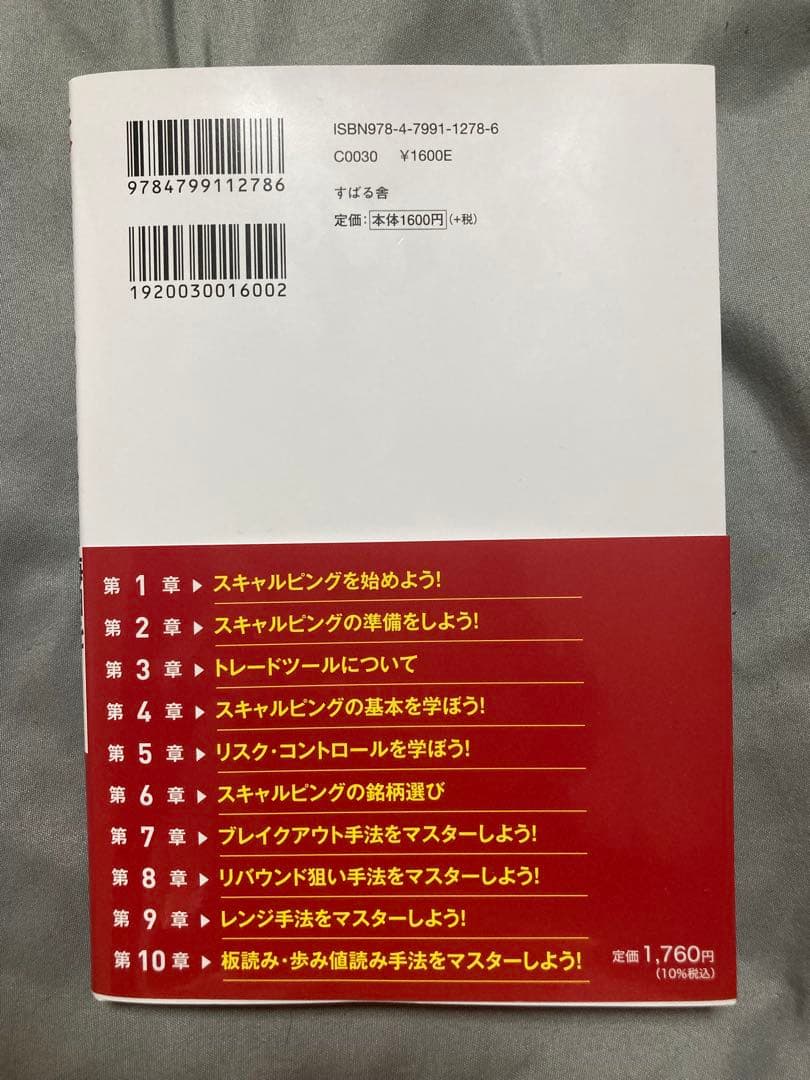 ISBN978-4-7991-1278-6
C0030 ¥1600E
9784799112786
すばる舎
定価：本体1600円（+税）
1920030016002
第1章▶スキャルピングを始めよう！
第2章▶スキャルピングの準備をしよう！
第3章▶トレードツールについて
第4章▶スキャルピングの基本を学ぼう！
第5章▶リスク・コントロールを学ぼう！
第6章▶スキャルピングの銘柄選び
第7章▶ブレイクアウト手法をマスターしよう！
第8章▶リバウンド狙い手法をマスターしよう！
第9章▶レンジ手法をマスターしよう！
第10章▶板読み・歩み値読み手法をマスターしよう！
定価1,760円
（10%税込）